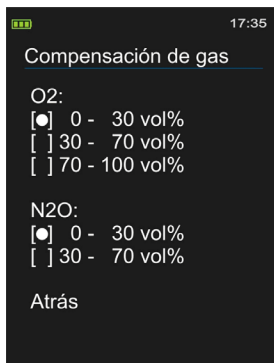 17:35
Compensación de gas
O2:
[●] 0 - 30 vol%
[ ] 30 - 70 vol%
[ ] 70 - 100 vol%
N2O:
[●] 0 - 30 vol%
[ ] 30 - 70 vol%
Atrás